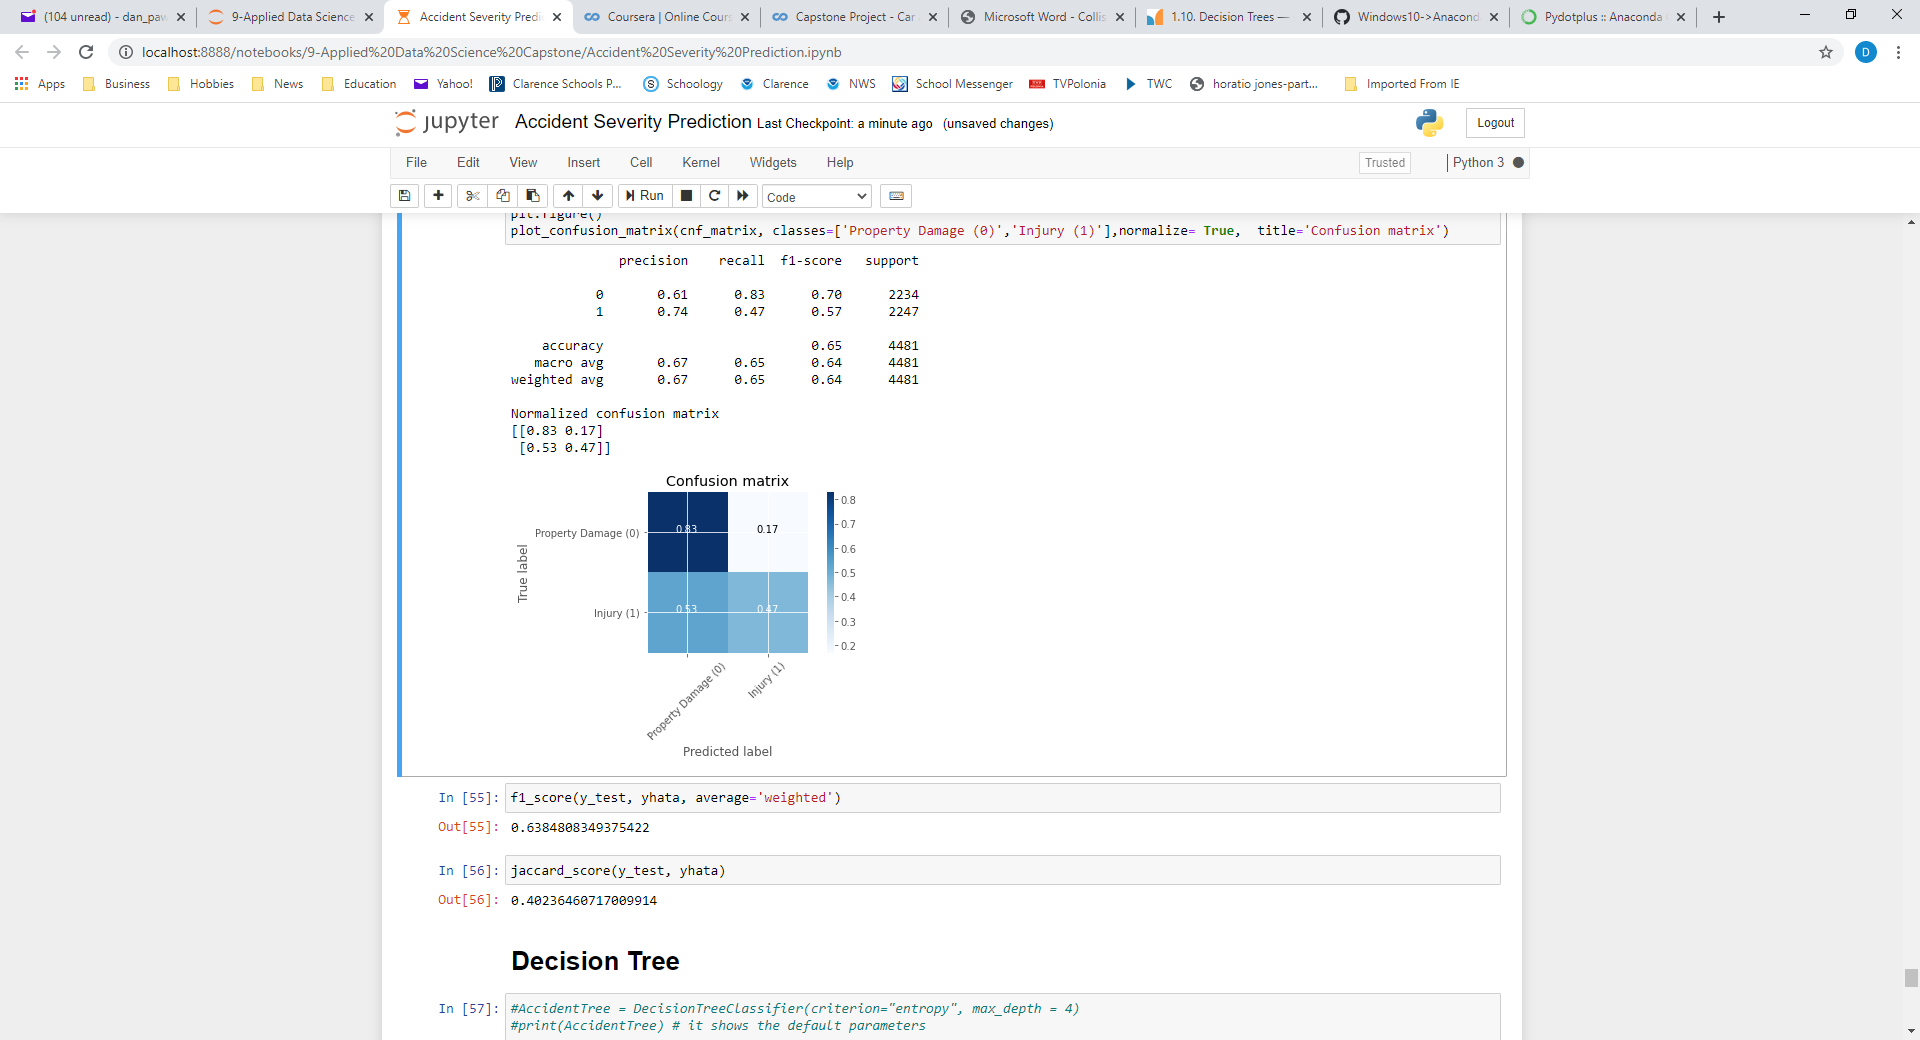 (104 unread) - dan_paw
9-Applied Data Science
Accident Severity Predi
Coursera | Online Cours
Capstone Project - Car
Microsoft Word - Collis
1.10. Decision Trees —
Windows10->Anacond
Pydotplus :: Anaconda
localhost:8888/notebooks/9-Applied%20Data%20Science%20Capstone/Accident%20Severity%20Prediction.ipynb
D
Apps Business Hobbies News Education Yahoo! Clarence Schools P... Schoology Clarence NWS School Messenger TVPolonia TWC horatio jones-part... Imported From IE
jupyter Accident Severity Prediction Last Checkpoint: a minute ago (unsaved changes) Logout
File Edit View Insert Cell Kernel Widgets Help Trusted Python 3
Run Code
plt.figure()
plot_confusion_matrix(cnf_matrix, classes=['Property Damage (0)','Injury (1)'],normalize= True,  title='Confusion matrix')
precision recall f1-score support
0 0.61 0.83 0.70 2234
1 0.74 0.47 0.57 2247
accuracy 0.65 4481
macro avg 0.67 0.65 0.64 4481
weighted avg 0.67 0.65 0.64 4481
Normalized confusion matrix
[[0.83 0.17]
 [0.53 0.47]]
Confusion matrix
Property Damage (0) 0.83 0.17
Injury (1) 0.53 0.47
True label
0.8
0.7
0.6
0.5
0.4
0.3
0.2
Property Damage (0) Injury (1)
Predicted label
In [55]: f1_score(y_test, yhata, average='weighted')
Out[55]: 0.6384808349375422
In [56]: jaccard_score(y_test, yhata)
Out[56]: 0.40236460717009914
Decision Tree
In [57]: #AccidentTree = DecisionTreeClassifier(criterion="entropy", max_depth = 4)
#print(AccidentTree) # it shows the default parameters